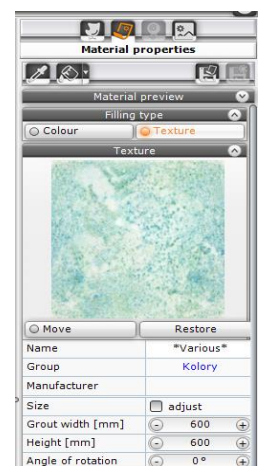 Material properties
Material preview
Filling type
Colour Texture
Texture
Move Restore
Name *Various*
Group Kolory
Manufacturer
Size adjust
Grout width [mm] 600
Height [mm] 600
Angle of rotation 0°